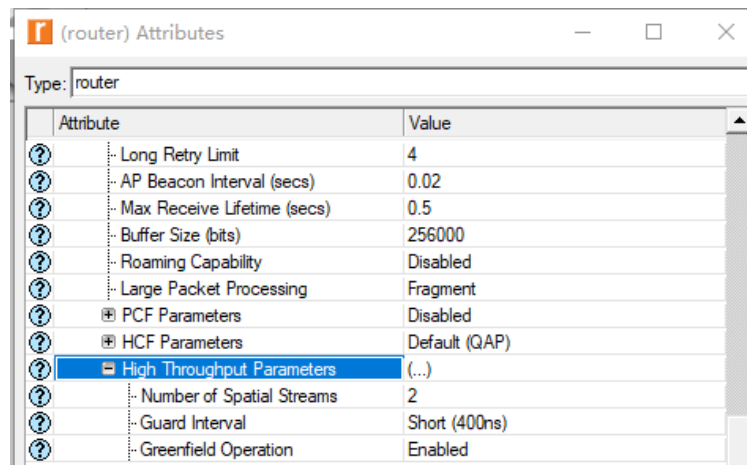 (router) Attributes
Type: router
Attribute Value
Long Retry Limit 4
AP Beacon Interval (secs) 0.02
Max Receive Lifetime (secs) 0.5
Buffer Size (bits) 256000
Roaming Capability Disabled
Large Packet Processing Fragment
PCF Parameters Disabled
HCF Parameters Default (QAP)
High Throughput Parameters (...)
Number of Spatial Streams 2
Guard Interval Short (400ns)
Greenfield Operation Enabled